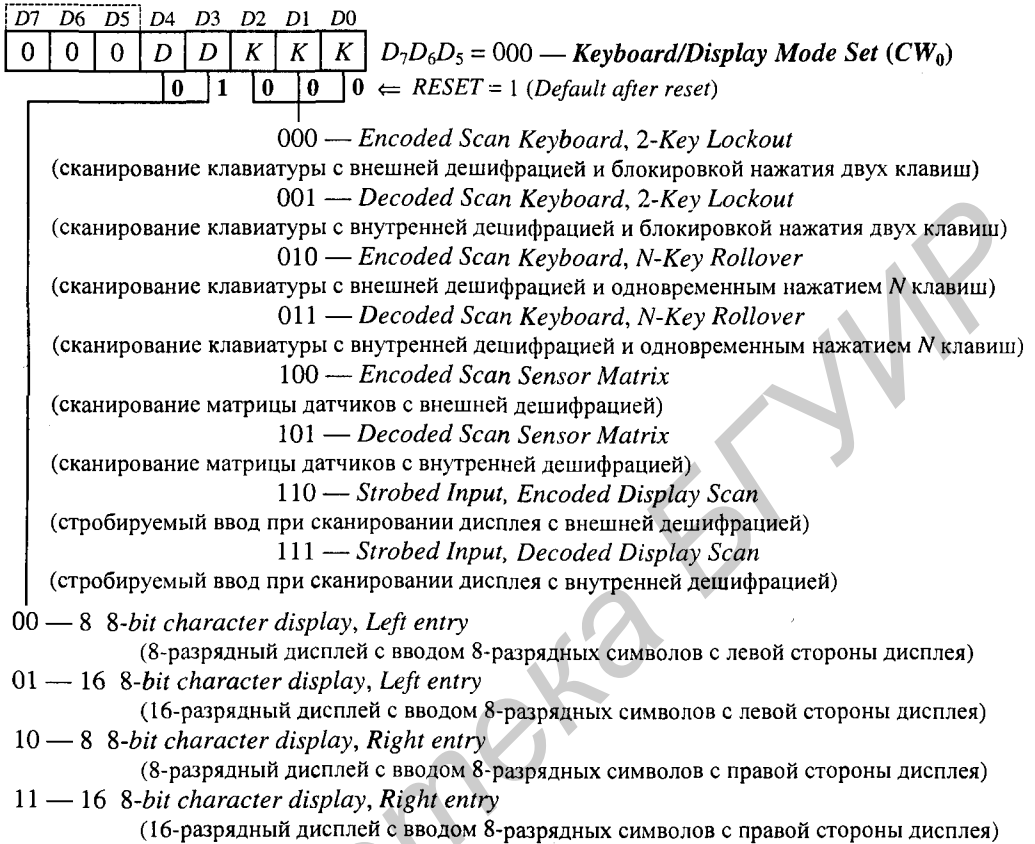 D7 D6 D5 D4 D3 D2 D1 D0
0 0 0 D D K K K D₇D₆D₅ = 000 — Keyboard/Display Mode Set (CW₀)
0 1 0 0 0 ⇐ RESET = 1 (Default after reset)
000 — Encoded Scan Keyboard, 2-Key Lockout
(сканирование клавиатуры с внешней дешифрацией и блокировкой нажатия двух клавиш)
001 — Decoded Scan Keyboard, 2-Key Lockout
(сканирование клавиатуры с внутренней дешифрацией и блокировкой нажатия двух клавиш)
010 — Encoded Scan Keyboard, N-Key Rollover
(сканирование клавиатуры с внешней дешифрацией и одновременным нажатием N клавиш)
011 — Decoded Scan Keyboard, N-Key Rollover
(сканирование клавиатуры с внутренней дешифрацией и одновременным нажатием N клавиш)
100 — Encoded Scan Sensor Matrix
(сканирование матрицы датчиков с внешней дешифрацией)
101 — Decoded Scan Sensor Matrix
(сканирование матрицы датчиков с внутренней дешифрацией)
110 — Strobed Input, Encoded Display Scan
(стробируемый ввод при сканировании дисплея с внешней дешифрацией)
111 — Strobed Input, Decoded Display Scan
(стробируемый ввод при сканировании дисплея с внутренней дешифрацией)
00 — 8 8-bit character display, Left entry
(8-разрядный дисплей с вводом 8-разрядных символов с левой стороны дисплея)
01 — 16 8-bit character display, Left entry
(16-разрядный дисплей с вводом 8-разрядных символов с левой стороны дисплея)
10 — 8 8-bit character display, Right entry
(8-разрядный дисплей с вводом 8-разрядных символов с правой стороны дисплея)
11 — 16 8-bit character display, Right entry
(16-разрядный дисплей с вводом 8-разрядных символов с правой стороны дисплея)
тека БГУИР